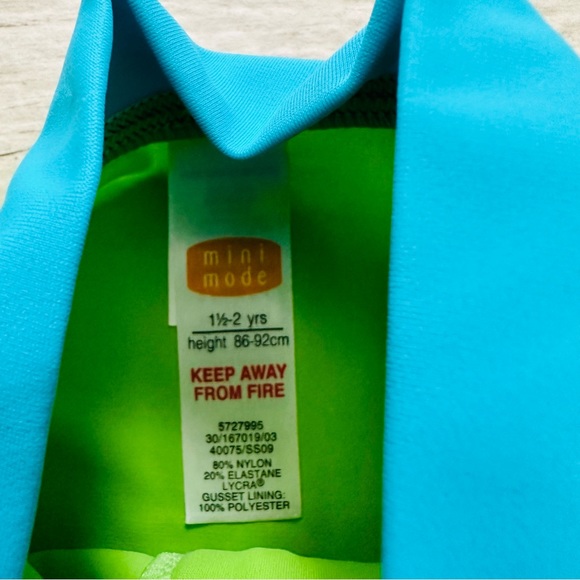 mini
mode
1½-2 yrs
height 86-92cm
KEEP AWAY
FROM FIRE
5727995
30/167019/03
40075/SS09
80% NYLON
20% ELASTANE
LYCRA®
GUSSET LINING:
100% POLYESTER